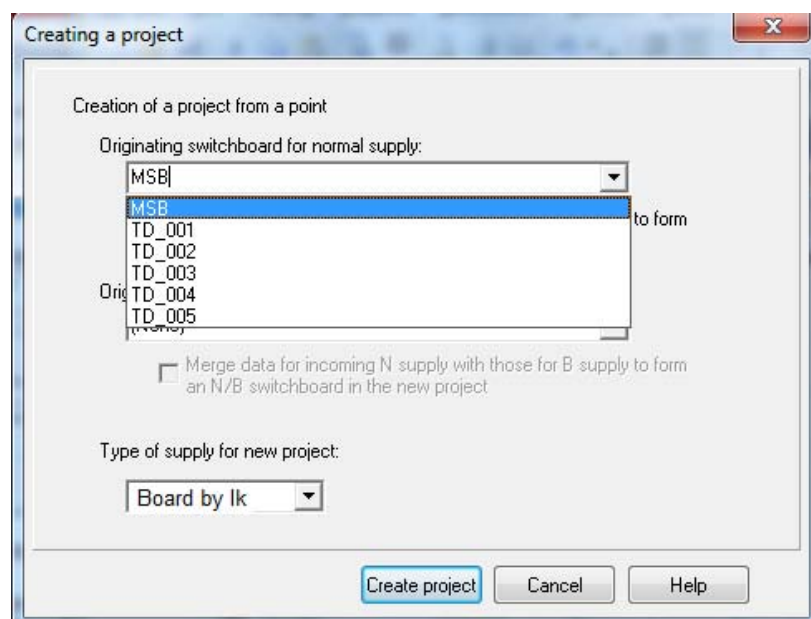 Creating a project
Creation of a project from a point
Originating switchboard for normal supply:
MSB
MSB
TD_001
to form
TD_002
TD_003
TD_004
TD_005
Merge data for incoming N supply with those for B supply to form
an N/B switchboard in the new project
Type of supply for new project:
Board by Ik
Create project Cancel Help